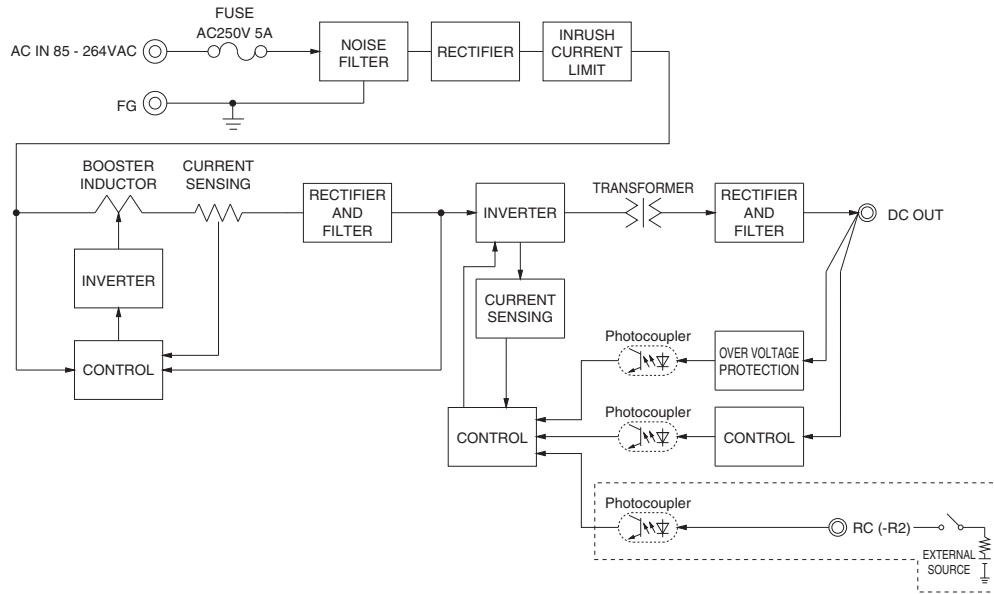 FUSE
AC250V 5A
AC IN 85 - 264VAC
NOISE
FILTER
RECTIFIER
INRUSH
CURRENT
LIMIT
FG
BOOSTER
INDUCTOR
CURRENT
SENSING
RECTIFIER
AND
FILTER
INVERTER
TRANSFORMER
RECTIFIER
AND
FILTER
DC OUT
INVERTER
CURRENT
SENSING
CONTROL
Photocoupler
OVER VOLTAGE
PROTECTION
Photocoupler
CONTROL
CONTROL
Photocoupler
RC (-R2)
EXTERNAL
SOURCE